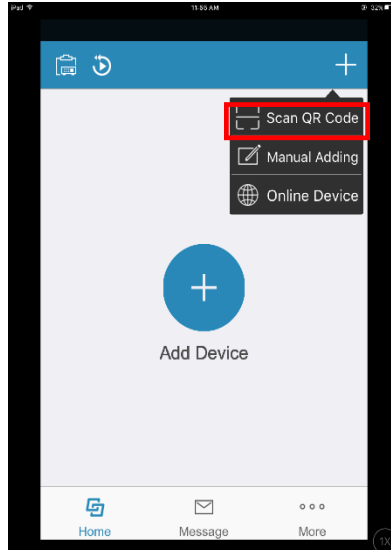 iPad
11:55 AM
32%
Scan QR Code
Manual Adding
Online Device
Add Device
Home
Message
More
1X